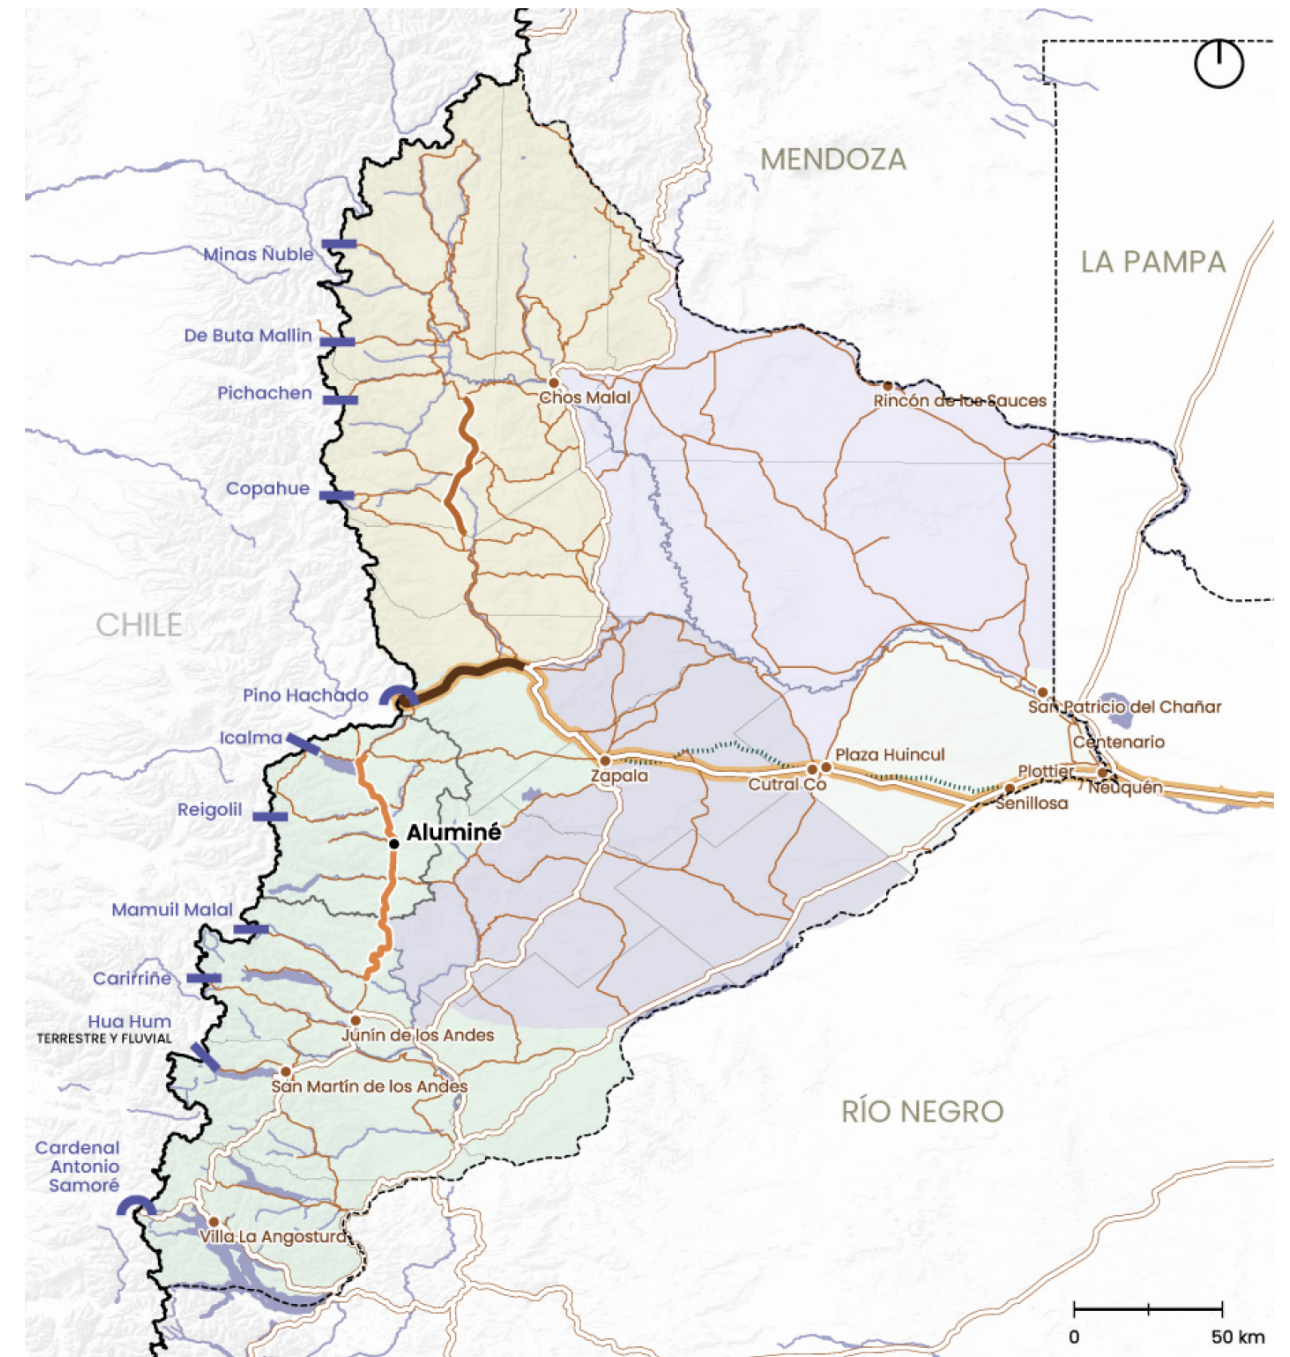 MENDOZA
LA PAMPA
Minas Ñuble
De Buta Mallin
Pichachen
Chos Malal
Rincón de los Sauces
Copahue
CHILE
Pino Hachado
San Patricio del Chañar
Icalma
Centenario
Zapala
Plaza Huincul
Cutral Co
Plottier
Neuquén
Senillosa
Reigolil
Aluminé
Mamuil Malal
Carirriñe
Hua Hum
TERRESTRE Y FLUVIAL
Junín de los Andes
San Martín de los Andes
RÍO NEGRO
Cardenal
Antonio
Samoré
Villa La Angostura
0 50 km